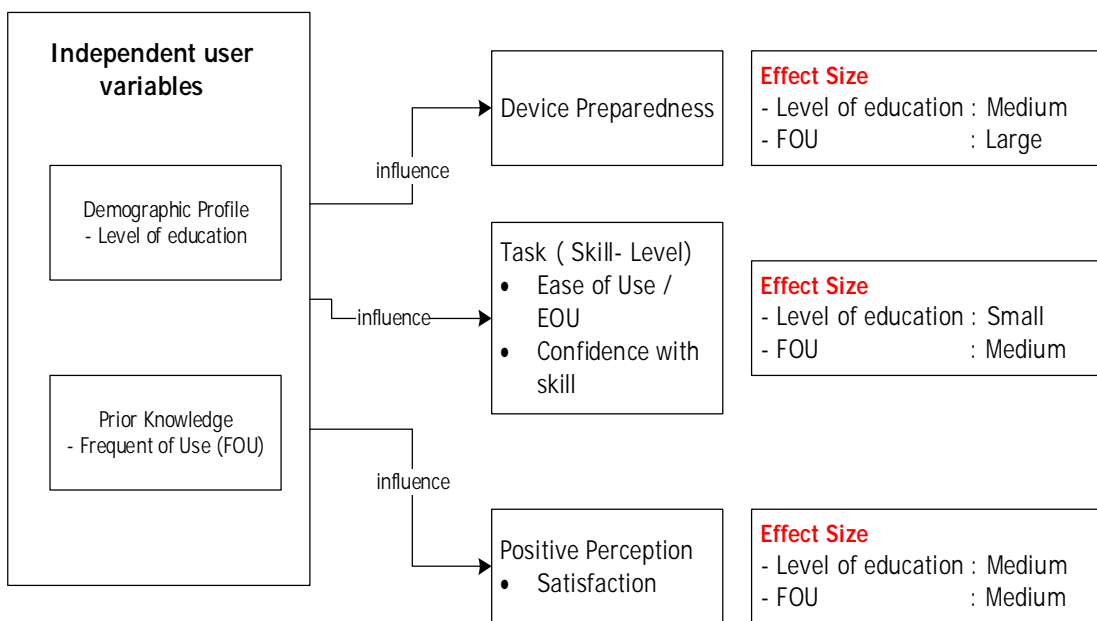 Independent user
variables
Demographic Profile
- Level of education
Prior Knowledge
- Frequent of Use (FOU)
influence
influence
influence
Device Preparedness
Effect Size
- Level of education : Medium
- FOU : Large
Task ( Skill- Level)
• Ease of Use /
EOU
• Confidence with
skill
Effect Size
- Level of education : Small
- FOU : Medium
Positive Perception
• Satisfaction
Effect Size
- Level of education : Medium
- FOU : Medium